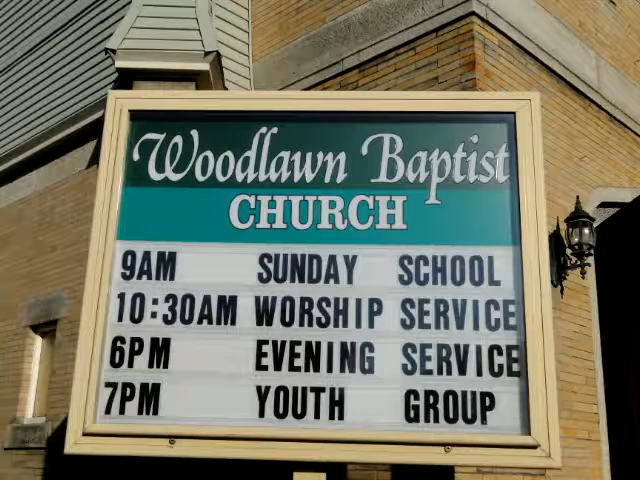 Woodlawn Baptist
CHURCH
9AM SUNDAY SCHOOL
10:30AM WORSHIP SERVICE
6PM EVENING SERVICE
7PM YOUTH GROUP